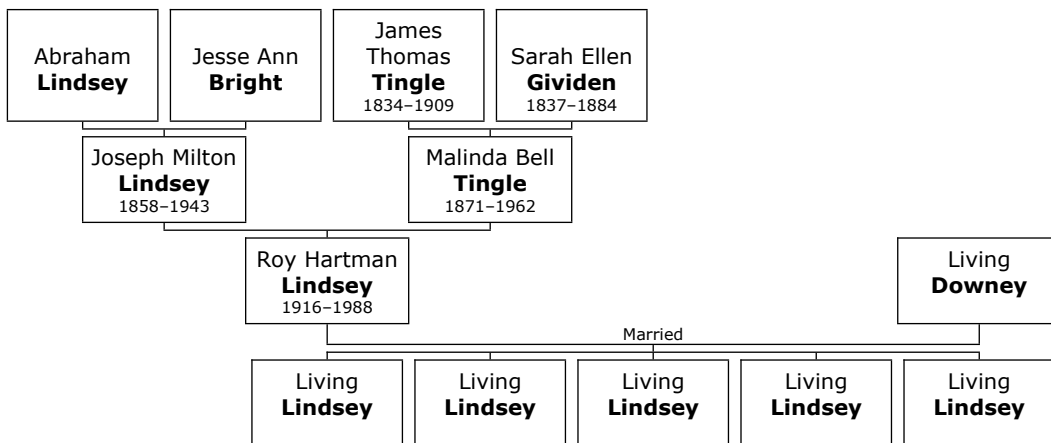 Abraham
Lindsey
Jesse Ann
Bright
James
Thomas
Tingle
1834–1909
Sarah Ellen
Gividen
1837–1884
Joseph Milton
Lindsey
1858–1943
Malinda Bell
Tingle
1871–1962
Roy Hartman
Lindsey
1916–1988
Living
Downey
Married
Living
Lindsey
Living
Lindsey
Living
Lindsey
Living
Lindsey
Living
Lindsey